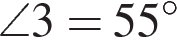 ∠3 = 55°